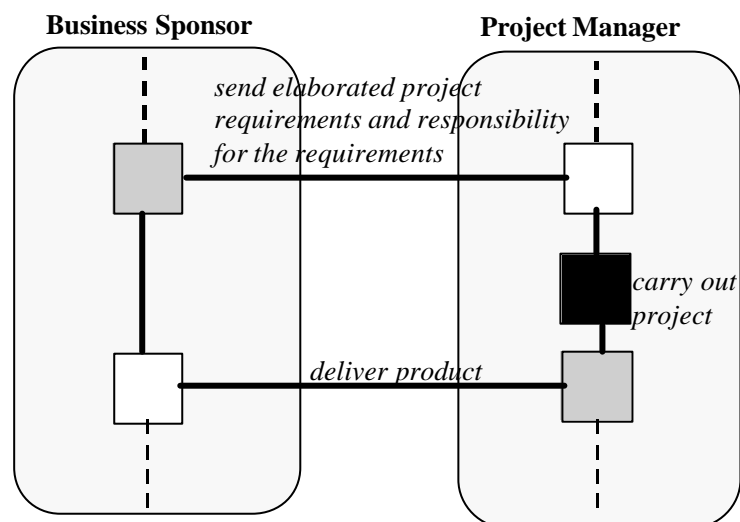 Business Sponsor
Project Manager
send elaborated project
requirements and responsibility
for the requirements
carry out
project
deliver product